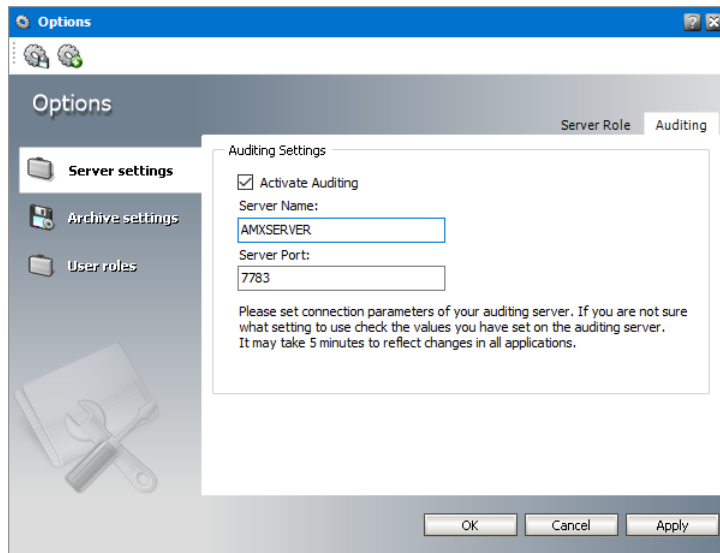 Options
Options
Server Role
Auditing
Server settings
Archive settings
User roles
Auditing Settings
Activate Auditing
Server Name:
AMXSERVER
Server Port:
7783
Please set connection parameters of your auditing server. If you are not sure
what setting to use check the values you have set on the auditing server.
It may take 5 minutes to reflect changes in all applications.
OK
Cancel
Apply